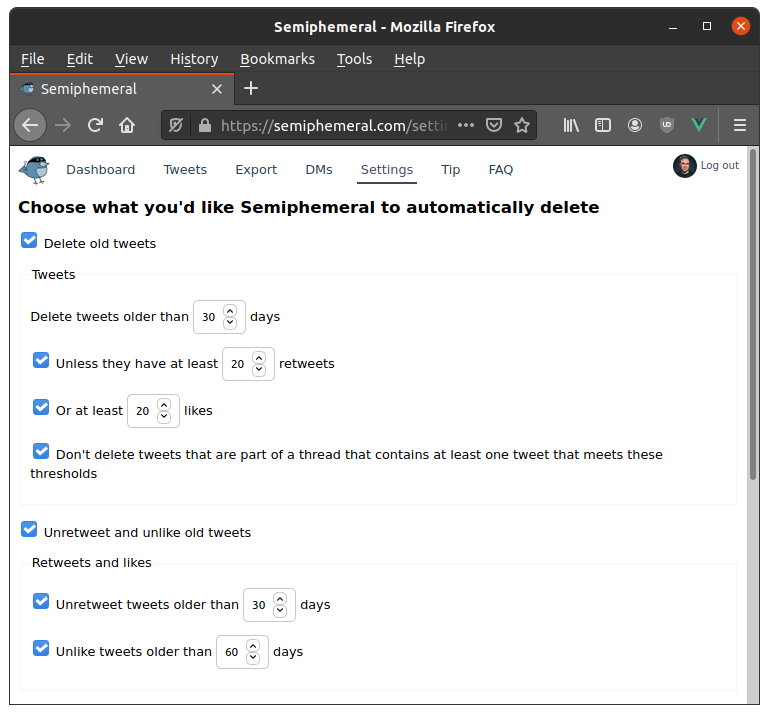 Semiphemeral - Mozilla Firefox
File Edit View History Bookmarks Tools Help
Semiphemeral
https://semiphemeral.com/settin
Dashboard Tweets Export DMs Settings Tip FAQ Log out
Choose what you'd like Semiphemeral to automatically delete
Delete old tweets
Tweets
Delete tweets older than 30 days
Unless they have at least 20 retweets
Or at least 20 likes
Don't delete tweets that are part of a thread that contains at least one tweet that meets these
thresholds
Unretweet and unlike old tweets
Retweets and likes
Unretweet tweets older than 30 days
Unlike tweets older than 60 days